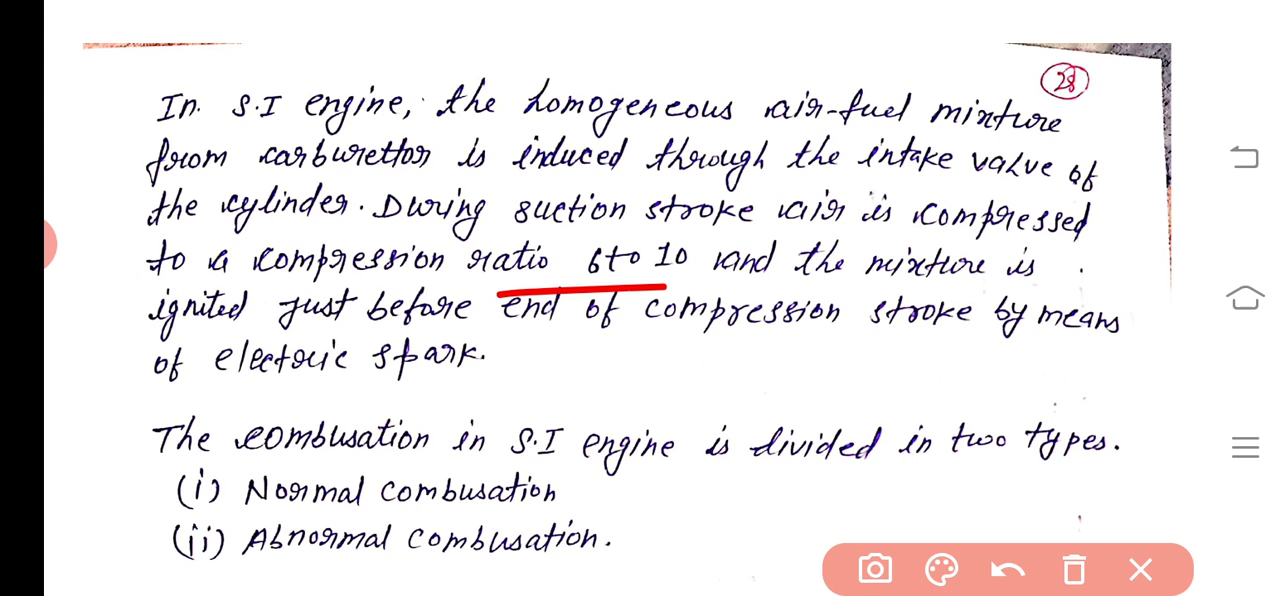 28
In. S.I engine, the homogeneous air-fuel mixture
from carburettor is induced through the intake valve of
the cylinder. During suction stroke air is compressed
to a compression ratio 6 to 10 and the mixture is
ignited just before end of compression stroke by means
of electric spark.
The combusation in S.I engine is divided in two types.
(i) Normal combusation
(ii) Abnormal combusation.